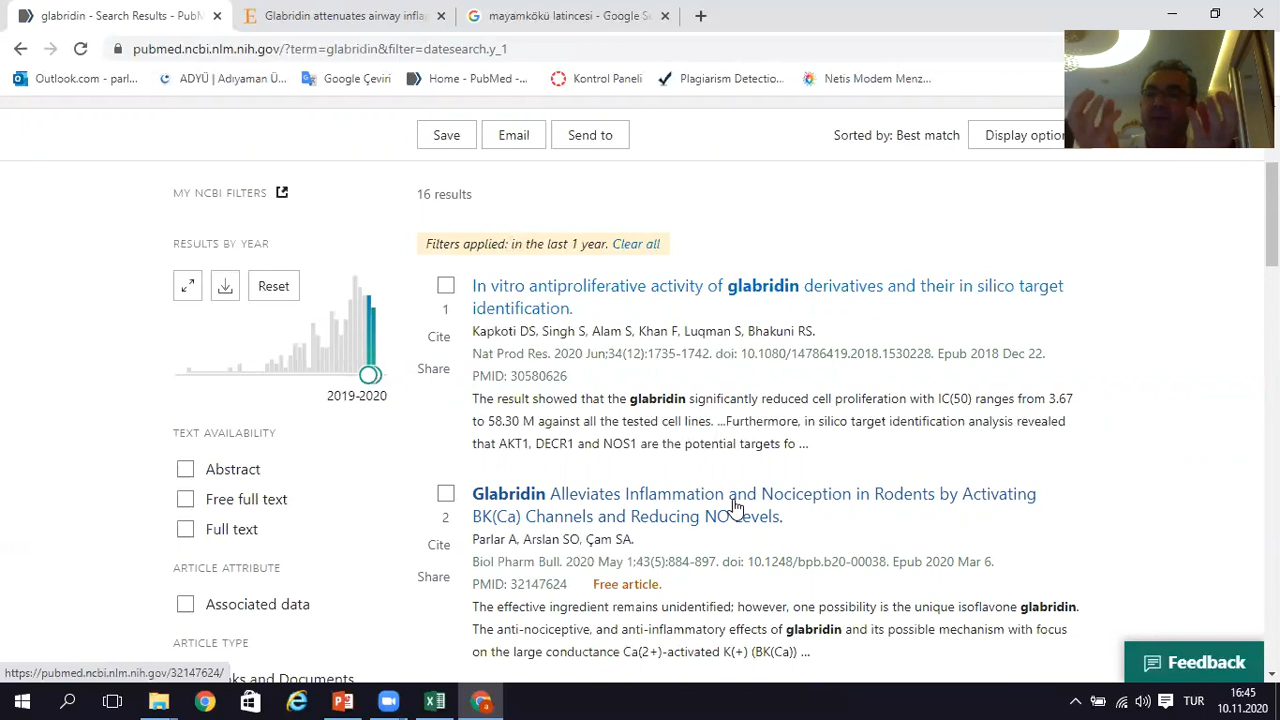 glabridin - Search Results - PubM
Glabridin attenuates airway inflam
mayamkökü latincesi - Google Se
pubmed.ncbi.nlm.nih.gov/?term=glabridin&filter=datesearch.y_1
Outlook.com - parl...
ADYÜ | Adıyaman Ü...
Google Çeviri
Home - PubMed -...
Kontrol Paneli
Plagiarism Detectio...
Netis Modem Menz...
Save
Email
Send to
Sorted by: Best match
Display option
MY NCBI FILTERS
16 results
RESULTS BY YEAR
Filters applied: in the last 1 year. Clear all
Reset
2019-2020
TEXT AVAILABILITY
Abstract
Free full text
Full text
ARTICLE ATTRIBUTE
Associated data
ARTICLE TYPE
ks and Documents
In vitro antiproliferative activity of glabridin derivatives and their in silico target
identification.
1
Cite
Share
Kapkoti DS, Singh S, Alam S, Khan F, Luqman S, Bhakuni RS.
Nat Prod Res. 2020 Jun;34(12):1735-1742. doi: 10.1080/14786419.2018.1530228. Epub 2018 Dec 22.
PMID: 30580626
The result showed that the glabridin significantly reduced cell proliferation with IC(50) ranges from 3.67
to 58.30 M against all the tested cell lines. ...Furthermore, in silico target identification analysis revealed
that AKT1, DECR1 and NOS1 are the potential targets fo ...
Glabridin Alleviates Inflammation and Nociception in Rodents by Activating
BK(Ca) Channels and Reducing NO Levels.
2
Cite
Share
Parlar A, Arslan SO, Çam SA.
Biol Pharm Bull. 2020 May 1;43(5):884-897. doi: 10.1248/bpb.b20-00038. Epub 2020 Mar 6.
PMID: 32147624 Free article.
The effective ingredient remains unidentified; however, one possibility is the unique isoflavone glabridin.
The anti-nociceptive, and anti-inflammatory effects of glabridin and its possible mechanism with focus
on the large conductance Ca(2+)-activated K(+) (BK(Ca)) ...
Feedback
https://pubmed.ncbi.nlm.nih.gov/32147624/
TUR
16:45
10.11.2020